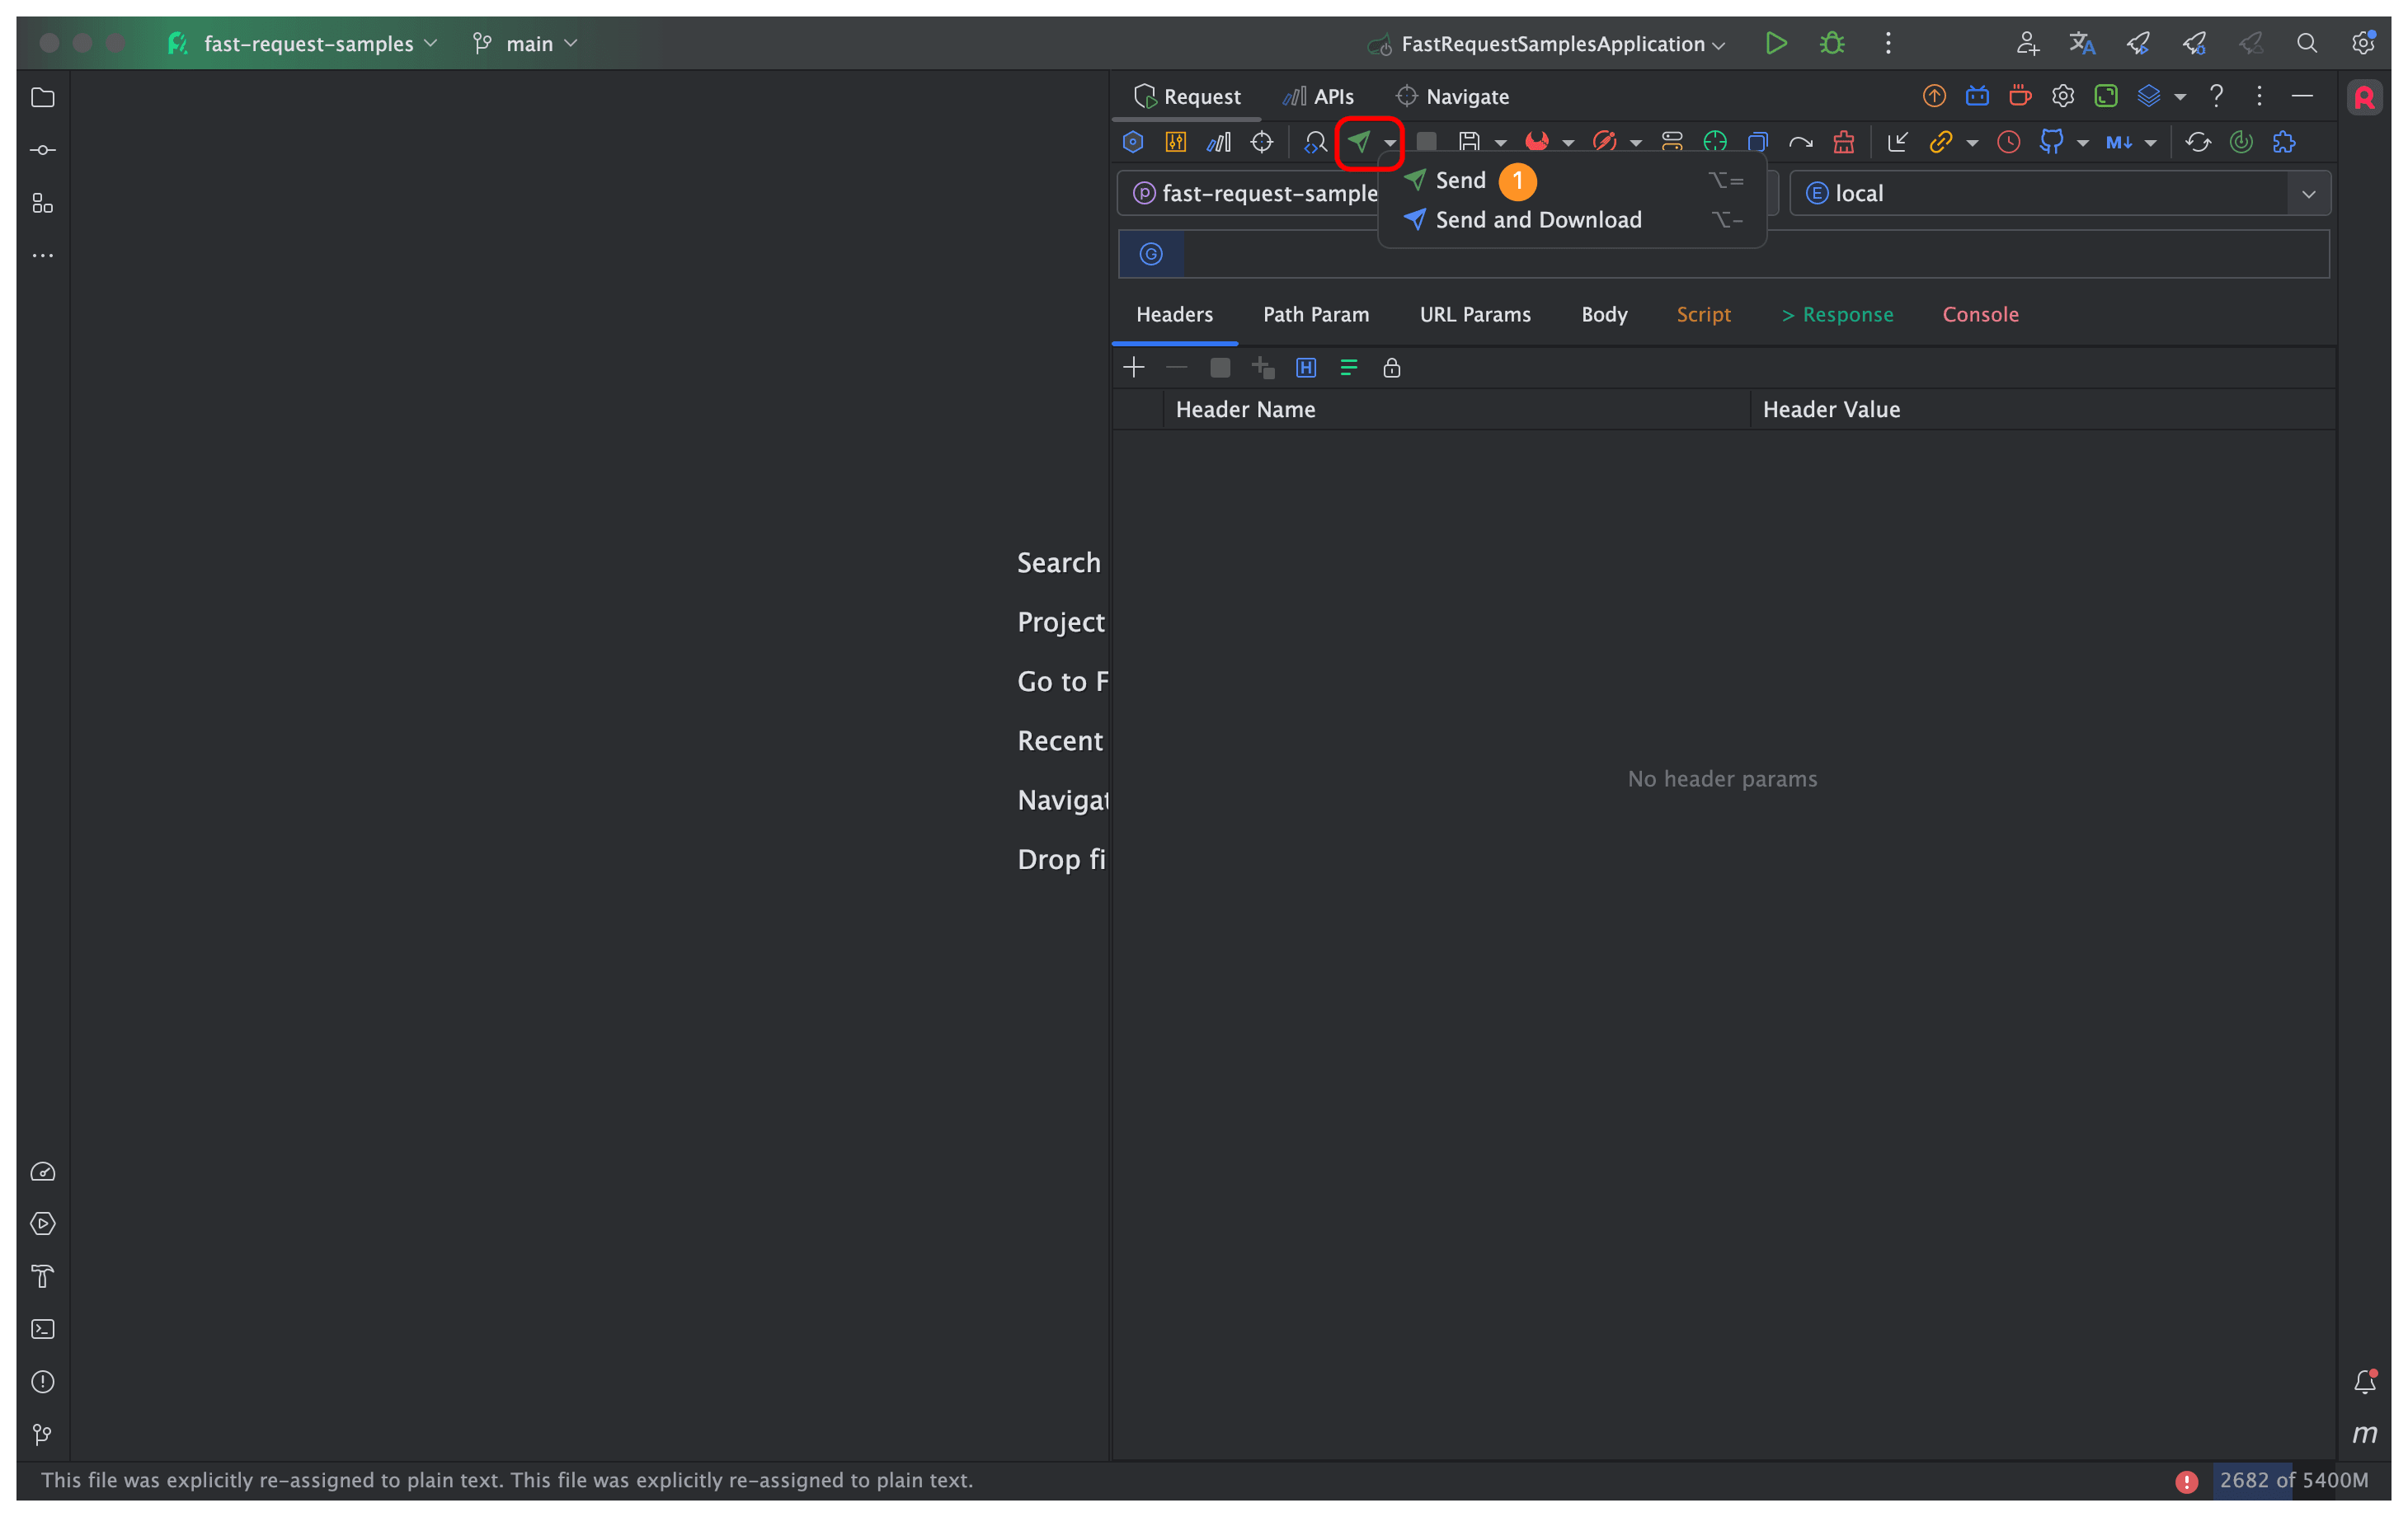 fast-request-samples
main
FastRequestSamplesApplication
Request
APIs
Navigate
M↓
P fast-request-sample
E local
Send 1 ⌥=
Send and Download ⌥-
G
Headers
Path Param
URL Params
Body
Script
> Response
Console
H
Header Name
Header Value
No header params
Search
Project
Go to F
Recent
Navigat
Drop fi
m
This file was explicitly re-assigned to plain text. This file was explicitly re-assigned to plain text.
2682 of 5400M